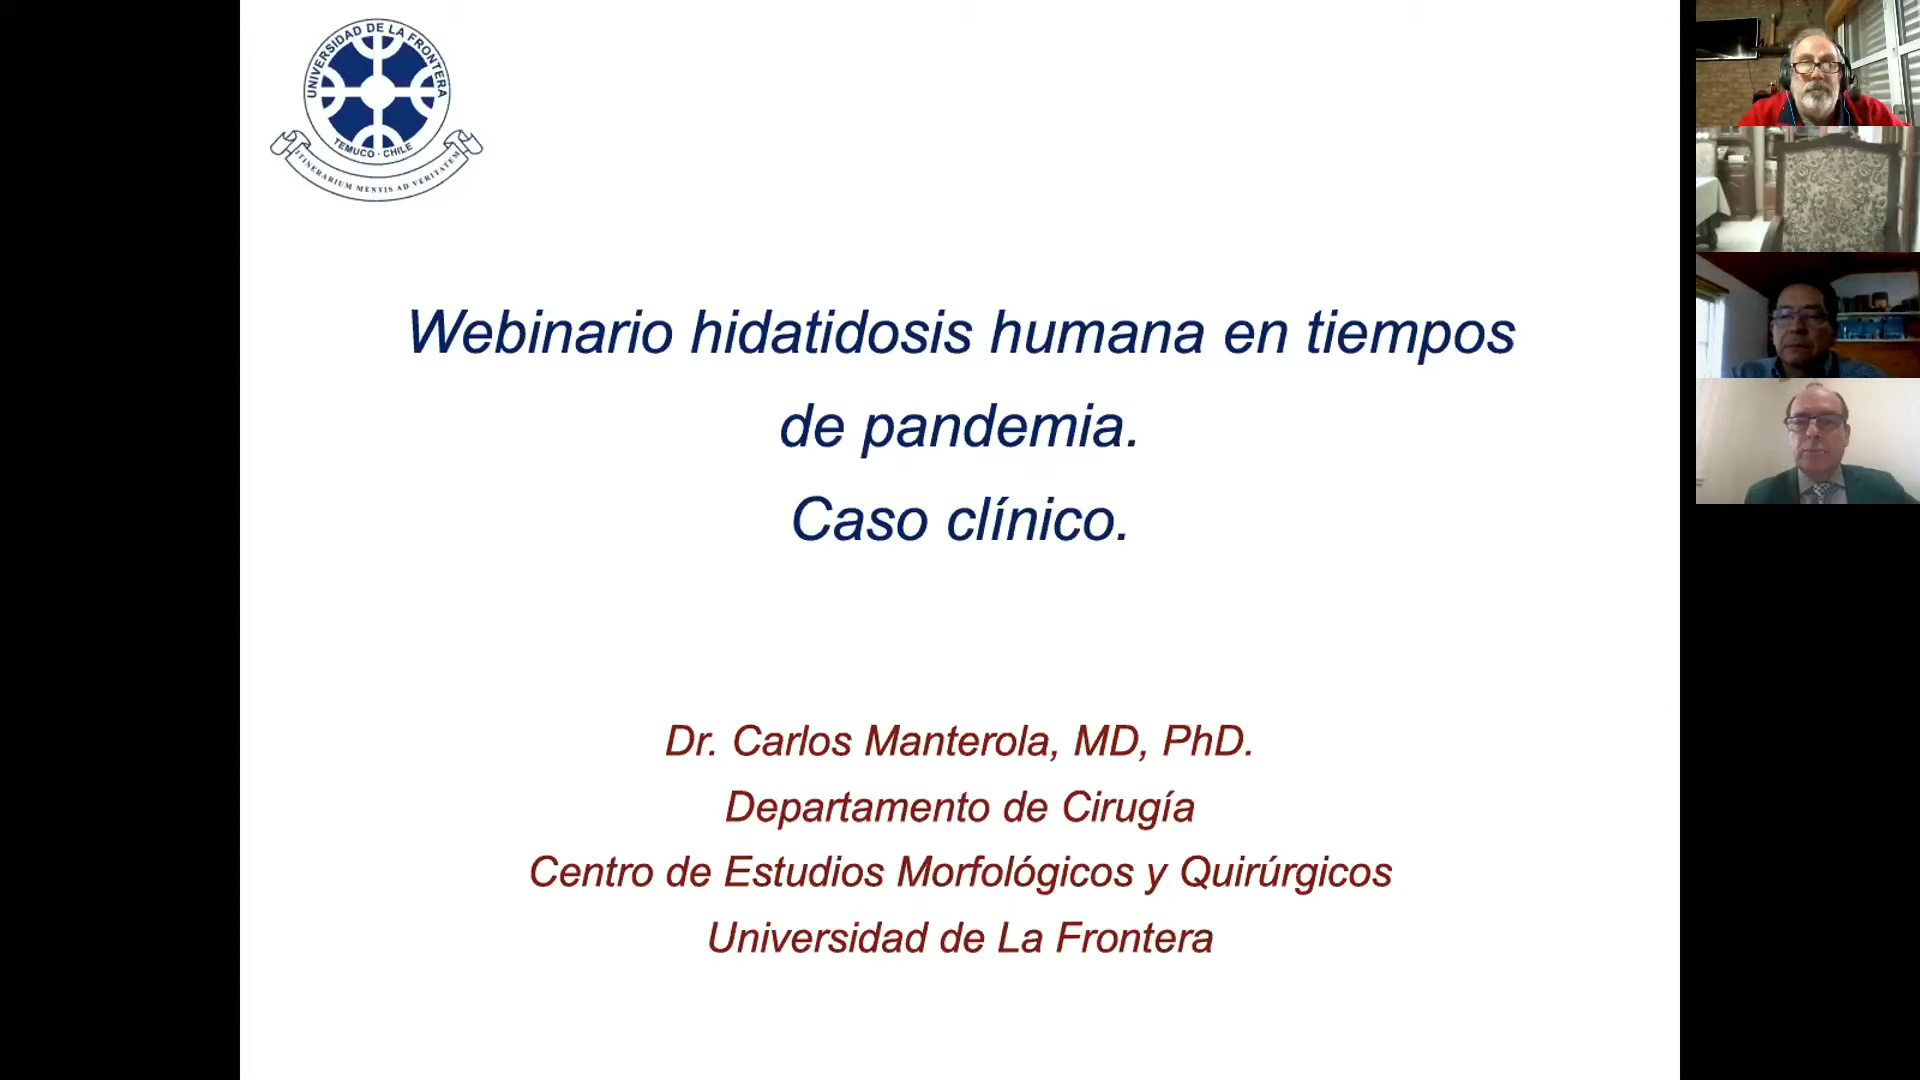 UNIVERSIDAD DE LA FRONTERA
TEMUCO - CHILE
ITINERARIUM MENTIS AD VERITATEM
Webinario hidatidosis humana en tiempos
de pandemia.
Caso clínico.
Dr. Carlos Manterola, MD, PhD.
Departamento de Cirugía
Centro de Estudios Morfológicos y Quirúrgicos
Universidad de La Frontera